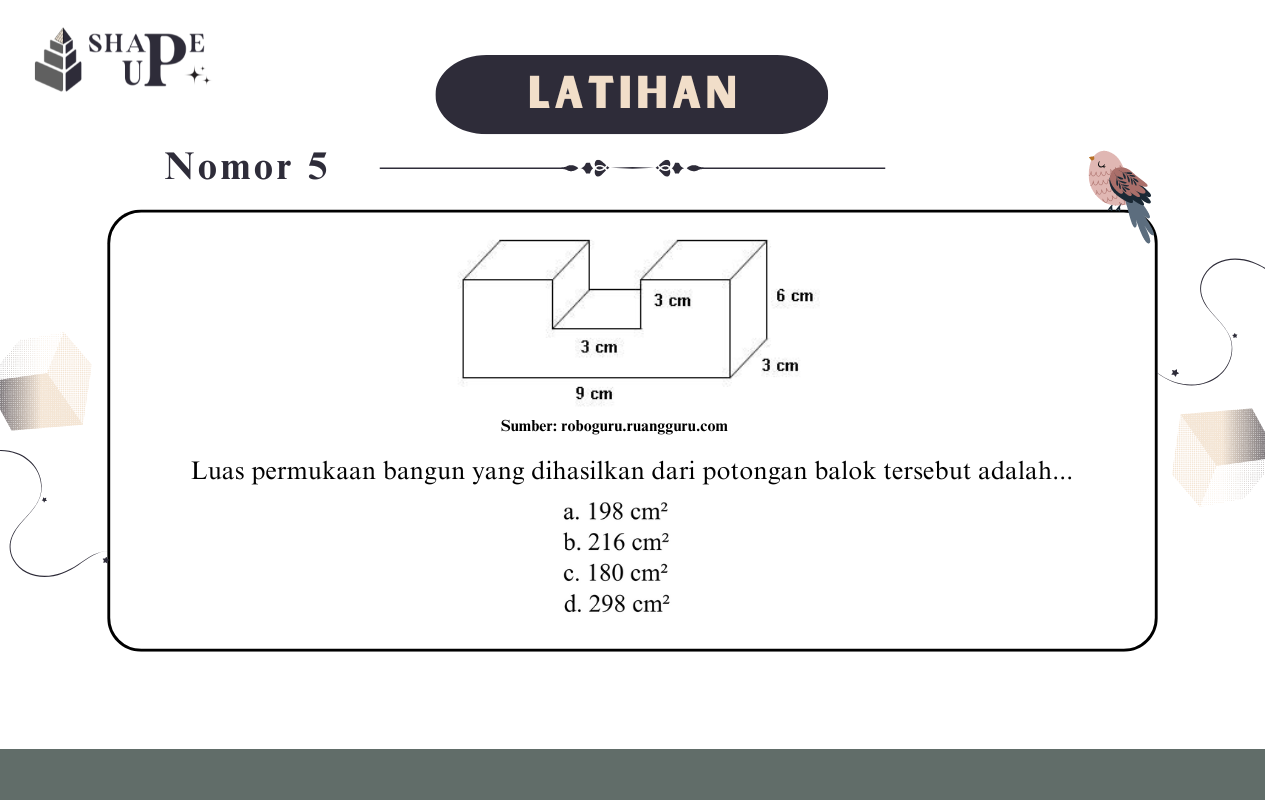 SHAPE
UP
LATIHAN
Nomor 5
3 cm
6 cm
3 cm
3 cm
9 cm
Sumber: roboguru.ruangguru.com
Luas permukaan bangun yang dihasilkan dari potongan balok tersebut adalah...
a. 198 cm²
b. 216 cm²
c. 180 cm²
d. 298 cm²